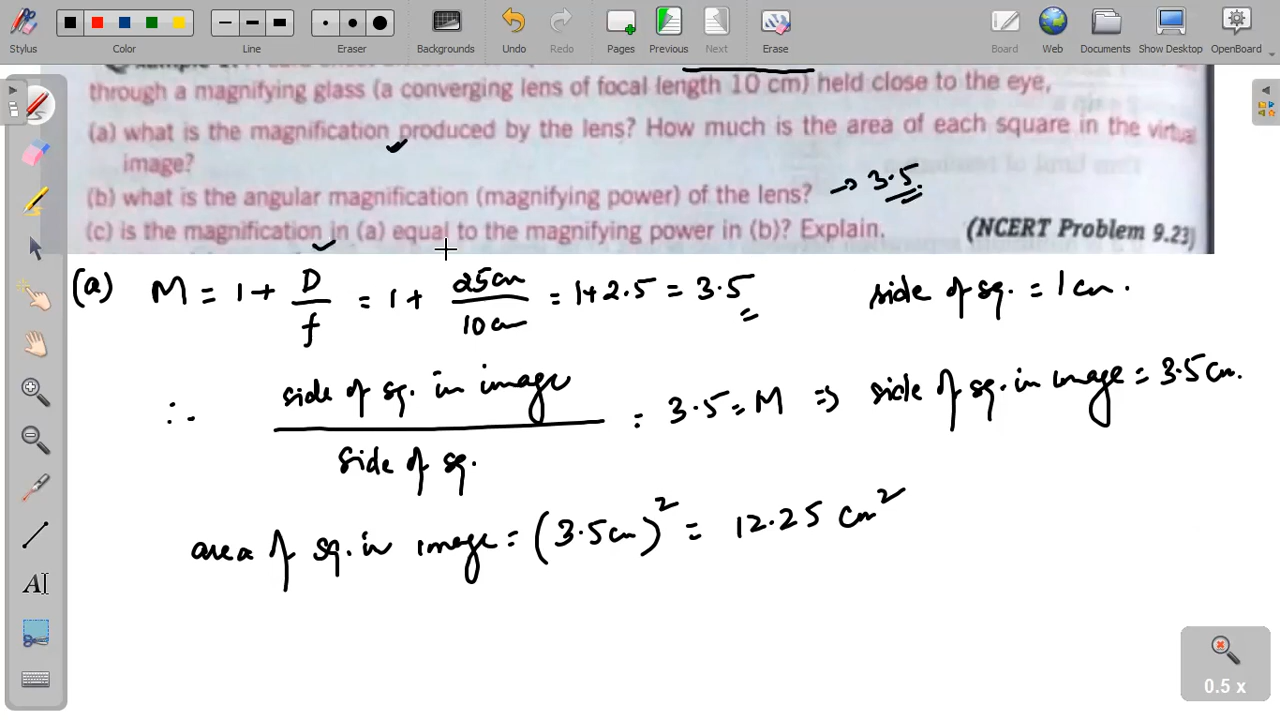 Stylus Color Line Eraser Backgrounds Undo Redo Pages Previous Next Erase Board Web Documents Show Desktop OpenBoard
through a magnifying glass (a converging lens of focal length 10 cm) held close to the eye,
(a) what is the magnification produced by the lens? How much is the area of each square in the virtual
image?
(b) what is the angular magnification (magnifying power) of the lens? → 3.5.
(c) is the magnification in (a) equal to the magnifying power in (b)? Explain. (NCERT Problem 9.23)
(a) M = 1 + D/f = 1 + 25cm/10cm = 1+2.5 = 3.5 side of sq. = 1 cm.
∴ side of sq. in image / side of sq. = 3.5 = M ⇒ side of sq. in image = 3.5 cm.
area of sq. in image = (3.5cm)² = 12.25 cm²
0.5 x